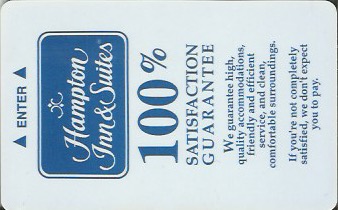 ▲ ENTER ▲
Hampton
Inn & Suites®
100%
SATISFACTION
GUARANTEE
We guarantee high,
quality accommodations,
friendly and efficient
service, and clean,
comfortable surroundings.
If you're not completely
satisfied, we don't expect
you to pay.